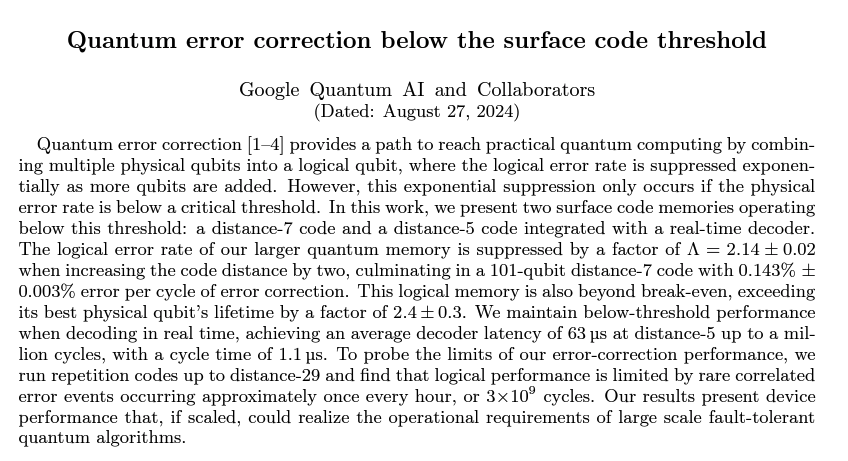 Quantum error correction below the surface code threshold
Google Quantum AI and Collaborators
(Dated: August 27, 2024)
Quantum error correction [1–4] provides a path to reach practical quantum computing by combin-
ing multiple physical qubits into a logical qubit, where the logical error rate is suppressed exponen-
tially as more qubits are added. However, this exponential suppression only occurs if the physical
error rate is below a critical threshold. In this work, we present two surface code memories operating
below this threshold: a distance-7 code and a distance-5 code integrated with a real-time decoder.
The logical error rate of our larger quantum memory is suppressed by a factor of Λ = 2.14 ± 0.02
when increasing the code distance by two, culminating in a 101-qubit distance-7 code with 0.143% ±
0.003% error per cycle of error correction. This logical memory is also beyond break-even, exceeding
its best physical qubit's lifetime by a factor of 2.4 ± 0.3. We maintain below-threshold performance
when decoding in real time, achieving an average decoder latency of 63 µs at distance-5 up to a mil-
lion cycles, with a cycle time of 1.1 µs. To probe the limits of our error-correction performance, we
run repetition codes up to distance-29 and find that logical performance is limited by rare correlated
error events occurring approximately once every hour, or 3×10⁹ cycles. Our results present device
performance that, if scaled, could realize the operational requirements of large scale fault-tolerant
quantum algorithms.